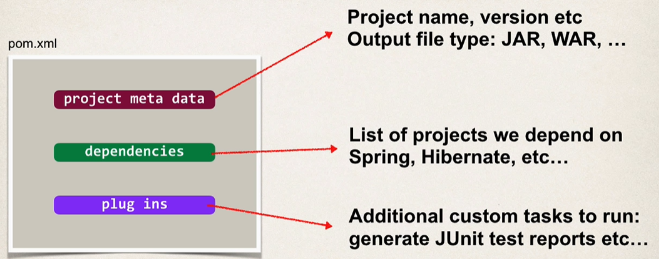 Project name, version etc
Output file type: JAR, WAR, …
pom.xml
project meta data
List of projects we depend on
Spring, Hibernate, etc…
dependencies
Additional custom tasks to run:
generate JUnit test reports etc…
plug ins